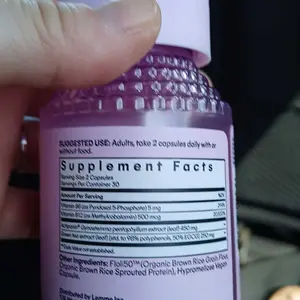 SUGGESTED USE: Adults, take 2 capsules daily with or
without food.
Supplement Facts
Serving Size 2 Capsules
Servings Per Container 30
Amount Per Serving %DV
Vitamin B6 (as Pyridoxal 5-Phosphate) 5 mg
Vitamin B12 (as Methylcobalamin) 500 mcg
Gynostemma pentaphyllum extract (leaf) 450 mg
Green tea extract (leaf) (std. to 98% polyphenols, 50% EGCG) 250 mg
**Daily Value not established.
Other Ingredients: (Organic Brown Rice Grain Flour,
Organic Brown Rice Sprouted Protein), Hypromellose Vegan
Capsule.
Distributed by Lemme Inc.